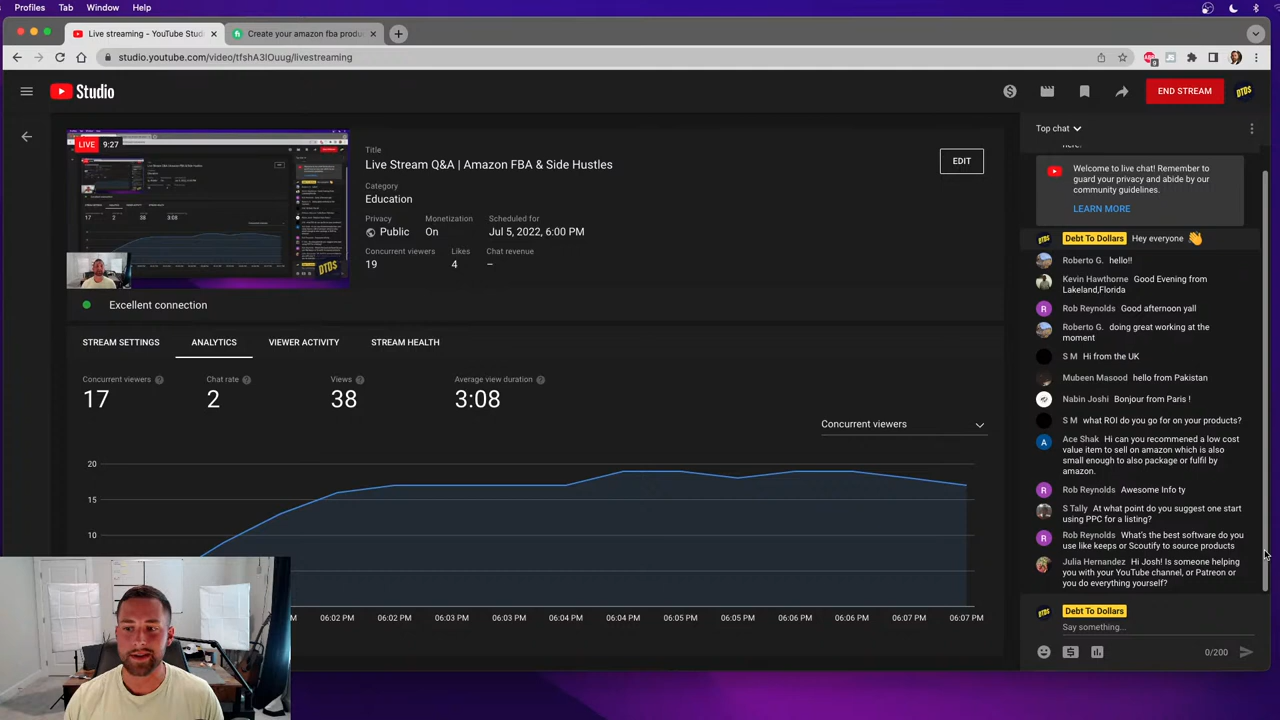 Profiles Tab Window Help
Live streaming - YouTube Stud
Create your amazon fba produ
studio.youtube.com/video/tfshA3lOuug/livestreaming
9
Studio
END STREAM
DTDS
LIVE 9:27
Title
Live Stream Q&A | Amazon FBA & Side Hustles
EDIT
Category
Education
Privacy Monetization Scheduled for
Public On Jul 5, 2022, 6:00 PM
Concurrent viewers Likes Chat revenue
19 4 –
Excellent connection
STREAM SETTINGS ANALYTICS VIEWER ACTIVITY STREAM HEALTH
Concurrent viewers Chat rate Views Average view duration
17 2 38 3:08
Concurrent viewers
20
15
10
06:02 PM 06:02 PM 06:03 PM 06:03 PM 06:04 PM 06:04 PM 06:05 PM 06:05 PM 06:06 PM 06:06 PM 06:07 PM 06:07 PM
Top chat
here!
Welcome to live chat! Remember to
guard your privacy and abide by our
community guidelines.
LEARN MORE
Debt To Dollars Hey everyone 👋
Roberto G. hello!!
Kevin Hawthorne Good Evening from
Lakeland,Florida
Rob Reynolds Good afternoon yall
Roberto G. doing great working at the
moment
S M Hi from the UK
Mubeen Masood hello from Pakistan
Nabin Joshi Bonjour from Paris !
S M what ROI do you go for on your products?
Ace Shak Hi can you recommened a low cost
value item to sell on amazon which is also
small enough to also package or fulfil by
amazon.
Rob Reynolds Awesome Info ty
S Tally At what point do you suggest one start
using PPC for a listing?
Rob Reynolds What's the best software do you
use like keeps or Scoutify to source products
Julia Hernandez Hi Josh! Is someone helping
you with your YouTube channel, or Patreon or
you do everything yourself?
Debt To Dollars
Say something...
0/200